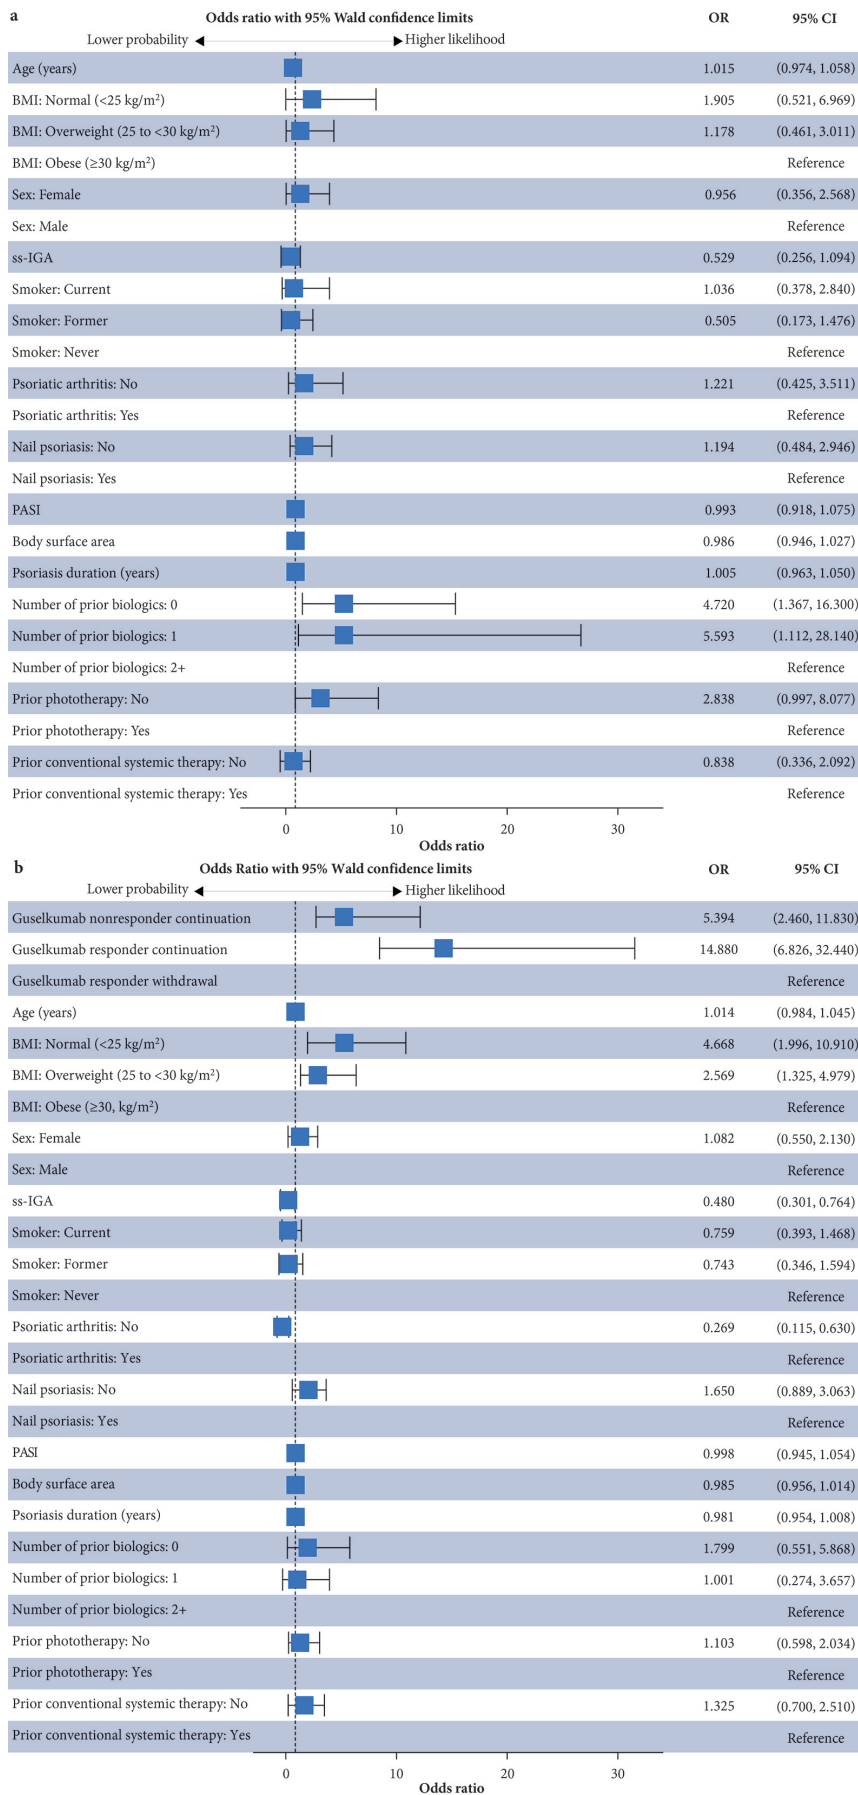 a Odds ratio with 95% Wald confidence limits OR 95% CI
Lower probability Higher likelihood
Age (years) 1.015 (0.974, 1.058)
BMI: Normal (<25 kg/m²) 1.905 (0.521, 6.969)
BMI: Overweight (25 to <30 kg/m²) 1.178 (0.461, 3.011)
BMI: Obese (≥30 kg/m²) Reference
Sex: Female 0.956 (0.356, 2.568)
Sex: Male Reference
ss-IGA 0.529 (0.256, 1.094)
Smoker: Current 1.036 (0.378, 2.840)
Smoker: Former 0.505 (0.173, 1.476)
Smoker: Never Reference
Psoriatic arthritis: No 1.221 (0.425, 3.511)
Psoriatic arthritis: Yes Reference
Nail psoriasis: No 1.194 (0.484, 2.946)
Nail psoriasis: Yes Reference
PASI 0.993 (0.918, 1.075)
Body surface area 0.986 (0.946, 1.027)
Psoriasis duration (years) 1.005 (0.963, 1.050)
Number of prior biologics: 0 4.720 (1.367, 16.300)
Number of prior biologics: 1 5.593 (1.112, 28.140)
Number of prior biologics: 2+ Reference
Prior phototherapy: No 2.838 (0.997, 8.077)
Prior phototherapy: Yes Reference
Prior conventional systemic therapy: No 0.838 (0.336, 2.092)
Prior conventional systemic therapy: Yes Reference
0 10 20 30
Odds ratio
b Odds Ratio with 95% Wald confidence limits OR 95% CI
Lower probability Higher likelihood
Guselkumab nonresponder continuation 5.394 (2.460, 11.830)
Guselkumab responder continuation 14.880 (6.826, 32.440)
Guselkumab responder withdrawal Reference
Age (years) 1.014 (0.984, 1.045)
BMI: Normal (<25 kg/m²) 4.668 (1.996, 10.910)
BMI: Overweight (25 to <30 kg/m²) 2.569 (1.325, 4.979)
BMI: Obese (≥30, kg/m²) Reference
Sex: Female 1.082 (0.550, 2.130)
Sex: Male Reference
ss-IGA 0.480 (0.301, 0.764)
Smoker: Current 0.759 (0.393, 1.468)
Smoker: Former 0.743 (0.346, 1.594)
Smoker: Never Reference
Psoriatic arthritis: No 0.269 (0.115, 0.630)
Psoriatic arthritis: Yes Reference
Nail psoriasis: No 1.650 (0.889, 3.063)
Nail psoriasis: Yes Reference
PASI 0.998 (0.945, 1.054)
Body surface area 0.985 (0.956, 1.014)
Psoriasis duration (years) 0.981 (0.954, 1.008)
Number of prior biologics: 0 1.799 (0.551, 5.868)
Number of prior biologics: 1 1.001 (0.274, 3.657)
Number of prior biologics: 2+ Reference
Prior phototherapy: No 1.103 (0.598, 2.034)
Prior phototherapy: Yes Reference
Prior conventional systemic therapy: No 1.325 (0.700, 2.510)
Prior conventional systemic therapy: Yes Reference
0 10 20 30
Odds ratio